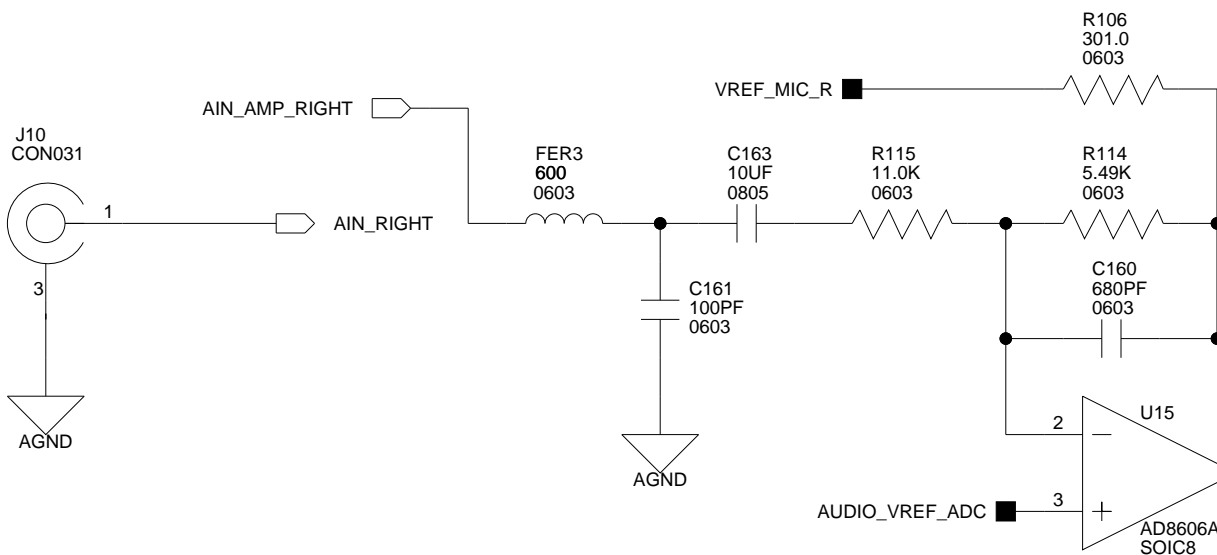 R106
301.0
0603
VREF_MIC_R
AIN_AMP_RIGHT
J10
CON031
FER3
600
0603
C163
10UF
0805
R115
11.0K
0603
R114
5.49K
0603
1
AIN_RIGHT
3
C161
100PF
0603
C160
680PF
0603
AGND
AGND
U15
2
3
AUDIO_VREF_ADC
AD8606A
SOIC8